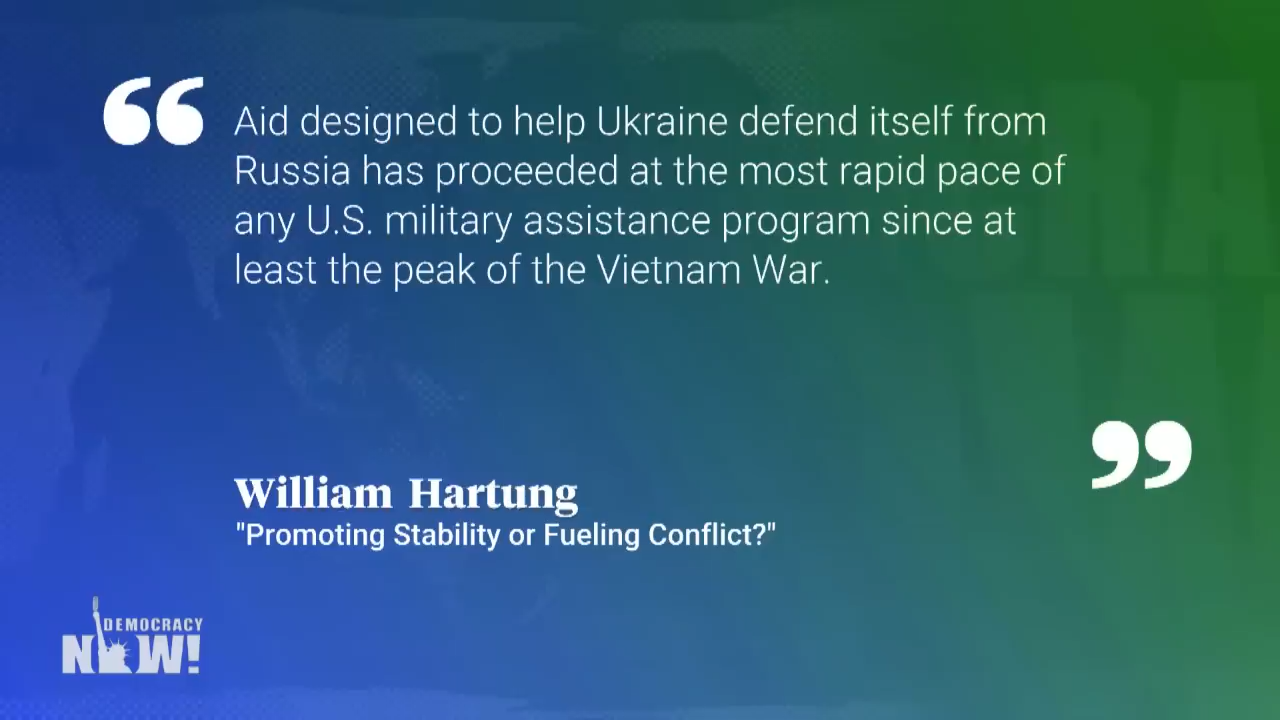 “
Aid designed to help Ukraine defend itself from
Russia has proceeded at the most rapid pace of
any U.S. military assistance program since at
least the peak of the Vietnam War.
”
William Hartung
"Promoting Stability or Fueling Conflict?"
DEMOCRACY
NOW!